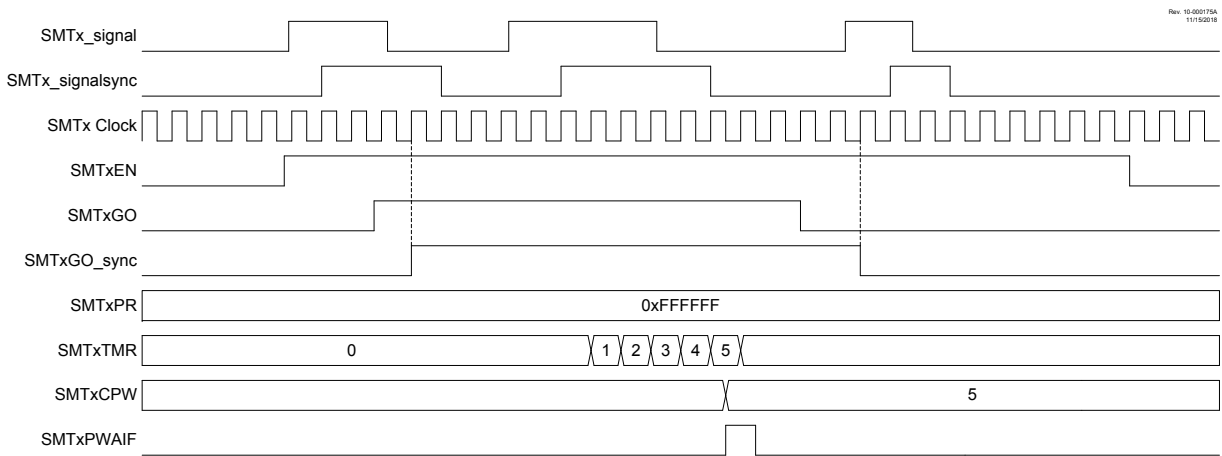 Rev. 10-000175A
11/15/2018
SMTx_signal
SMTx_signalsync
SMTx Clock
SMTxEN
SMTxGO
SMTxGO_sync
SMTxPR 0xFFFFFF
SMTxTMR 0 1 2 3 4 5
SMTxCPW 5
SMTxPWAIF